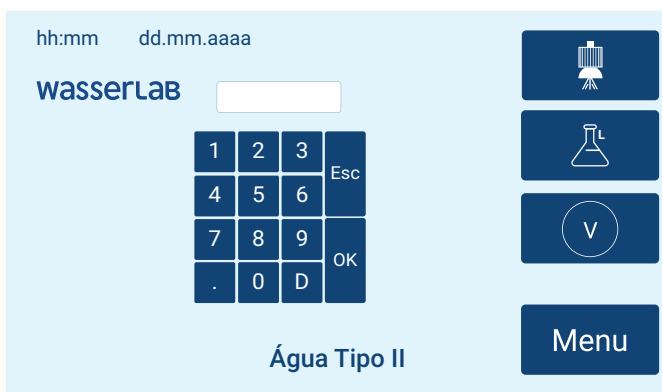 hh:mm dd.mm.aaaa
wasserLAB
1 2 3 Esc
4 5 6
7 8 9 OK
. 0 D
Água Tipo II
L
V
Menu